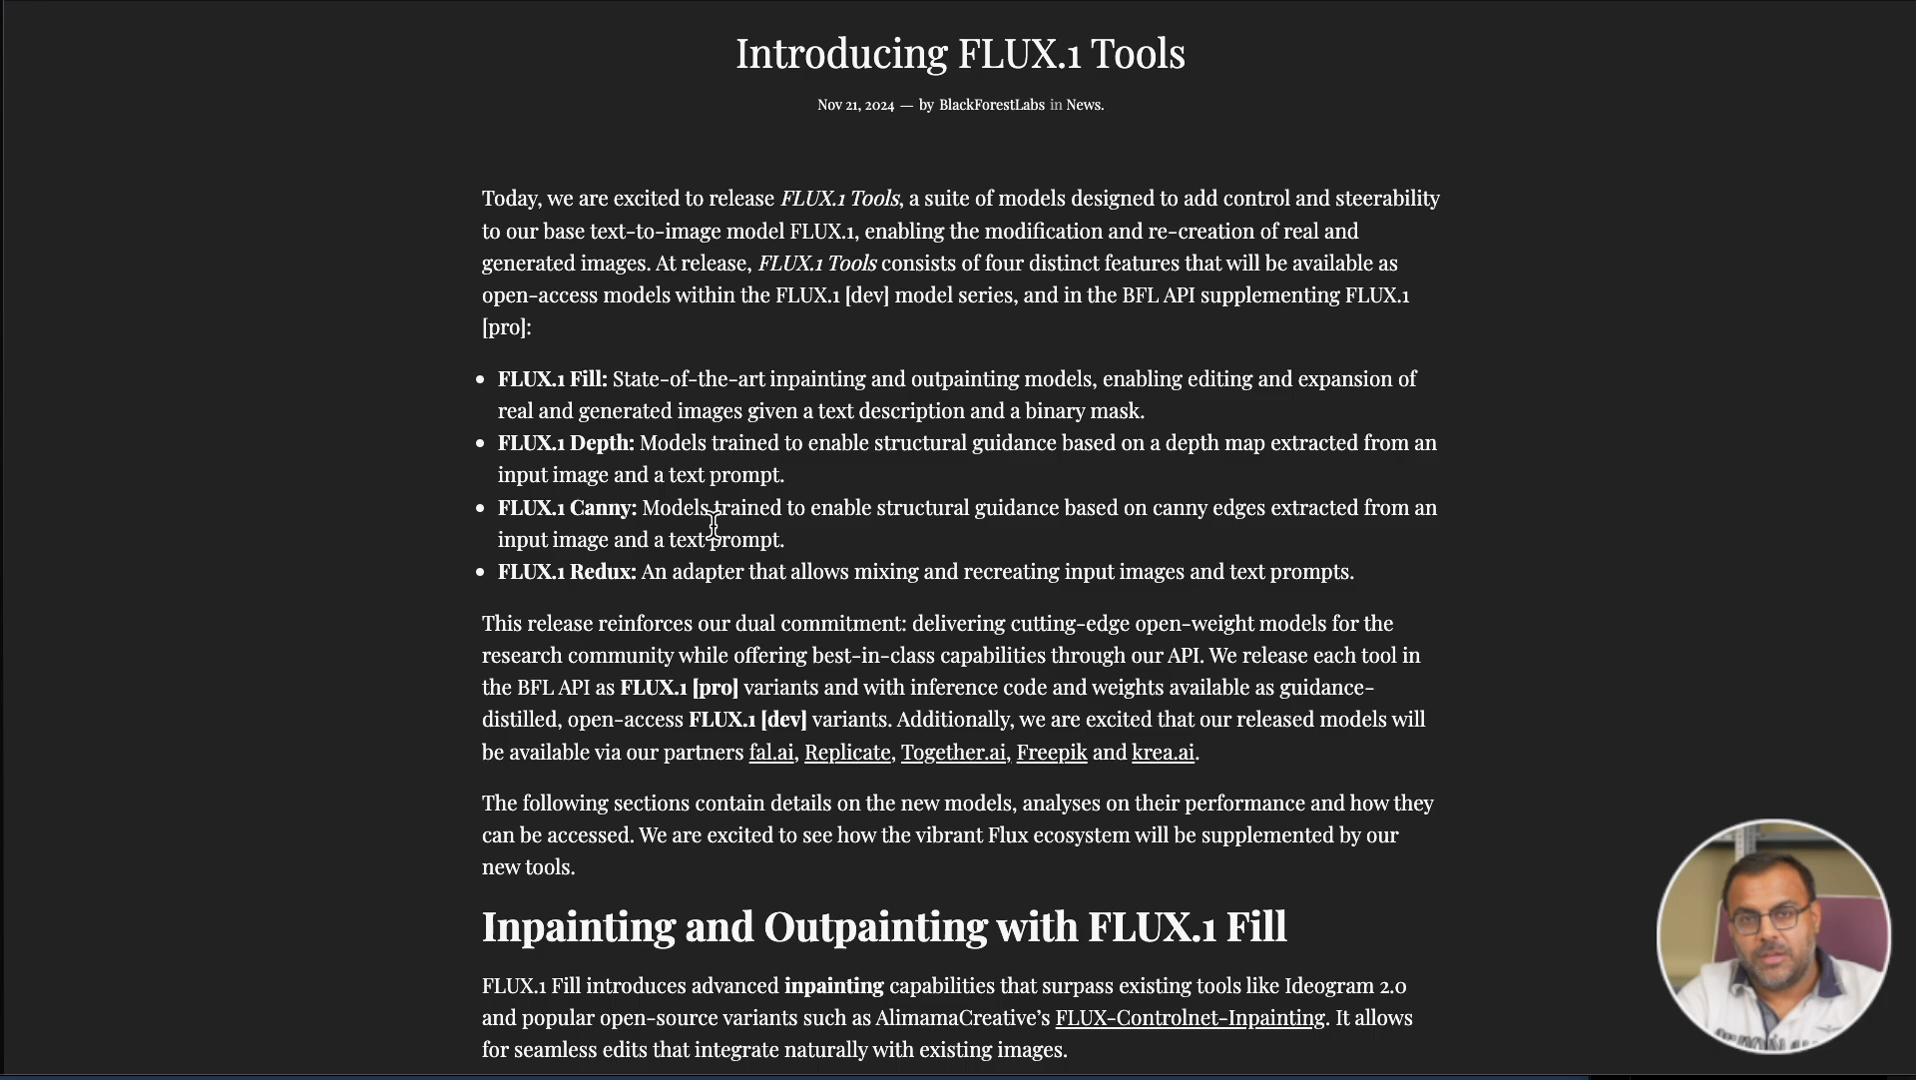 Introducing FLUX.1 Tools
Nov 21, 2024 — by BlackForestLabs in News.
Today, we are excited to release FLUX.1 Tools, a suite of models designed to add control and steerability
to our base text-to-image model FLUX.1, enabling the modification and re-creation of real and
generated images. At release, FLUX.1 Tools consists of four distinct features that will be available as
open-access models within the FLUX.1 [dev] model series, and in the BFL API supplementing FLUX.1
[pro]:
• FLUX.1 Fill: State-of-the-art inpainting and outpainting models, enabling editing and expansion of
real and generated images given a text description and a binary mask.
• FLUX.1 Depth: Models trained to enable structural guidance based on a depth map extracted from an
input image and a text prompt.
• FLUX.1 Canny: Models trained to enable structural guidance based on canny edges extracted from an
input image and a text prompt.
• FLUX.1 Redux: An adapter that allows mixing and recreating input images and text prompts.
This release reinforces our dual commitment: delivering cutting-edge open-weight models for the
research community while offering best-in-class capabilities through our API. We release each tool in
the BFL API as FLUX.1 [pro] variants and with inference code and weights available as guidance-
distilled, open-access FLUX.1 [dev] variants. Additionally, we are excited that our released models will
be available via our partners fal.ai, Replicate, Together.ai, Freepik and krea.ai.
The following sections contain details on the new models, analyses on their performance and how they
can be accessed. We are excited to see how the vibrant Flux ecosystem will be supplemented by our
new tools.
Inpainting and Outpainting with FLUX.1 Fill
FLUX.1 Fill introduces advanced inpainting capabilities that surpass existing tools like Ideogram 2.0
and popular open-source variants such as AlimamaCreative’s FLUX-Controlnet-Inpainting. It allows
for seamless edits that integrate naturally with existing images.